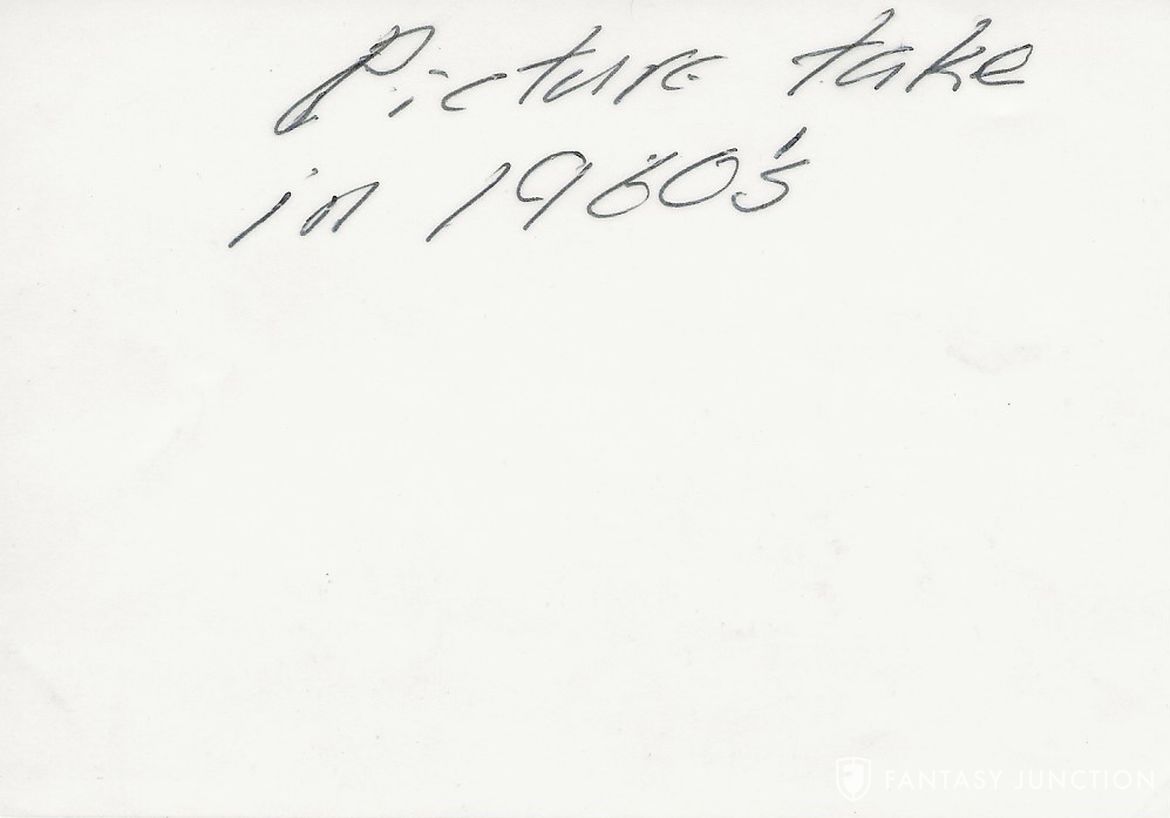 Picture take
in 1960's
FANTASY JUNCTION